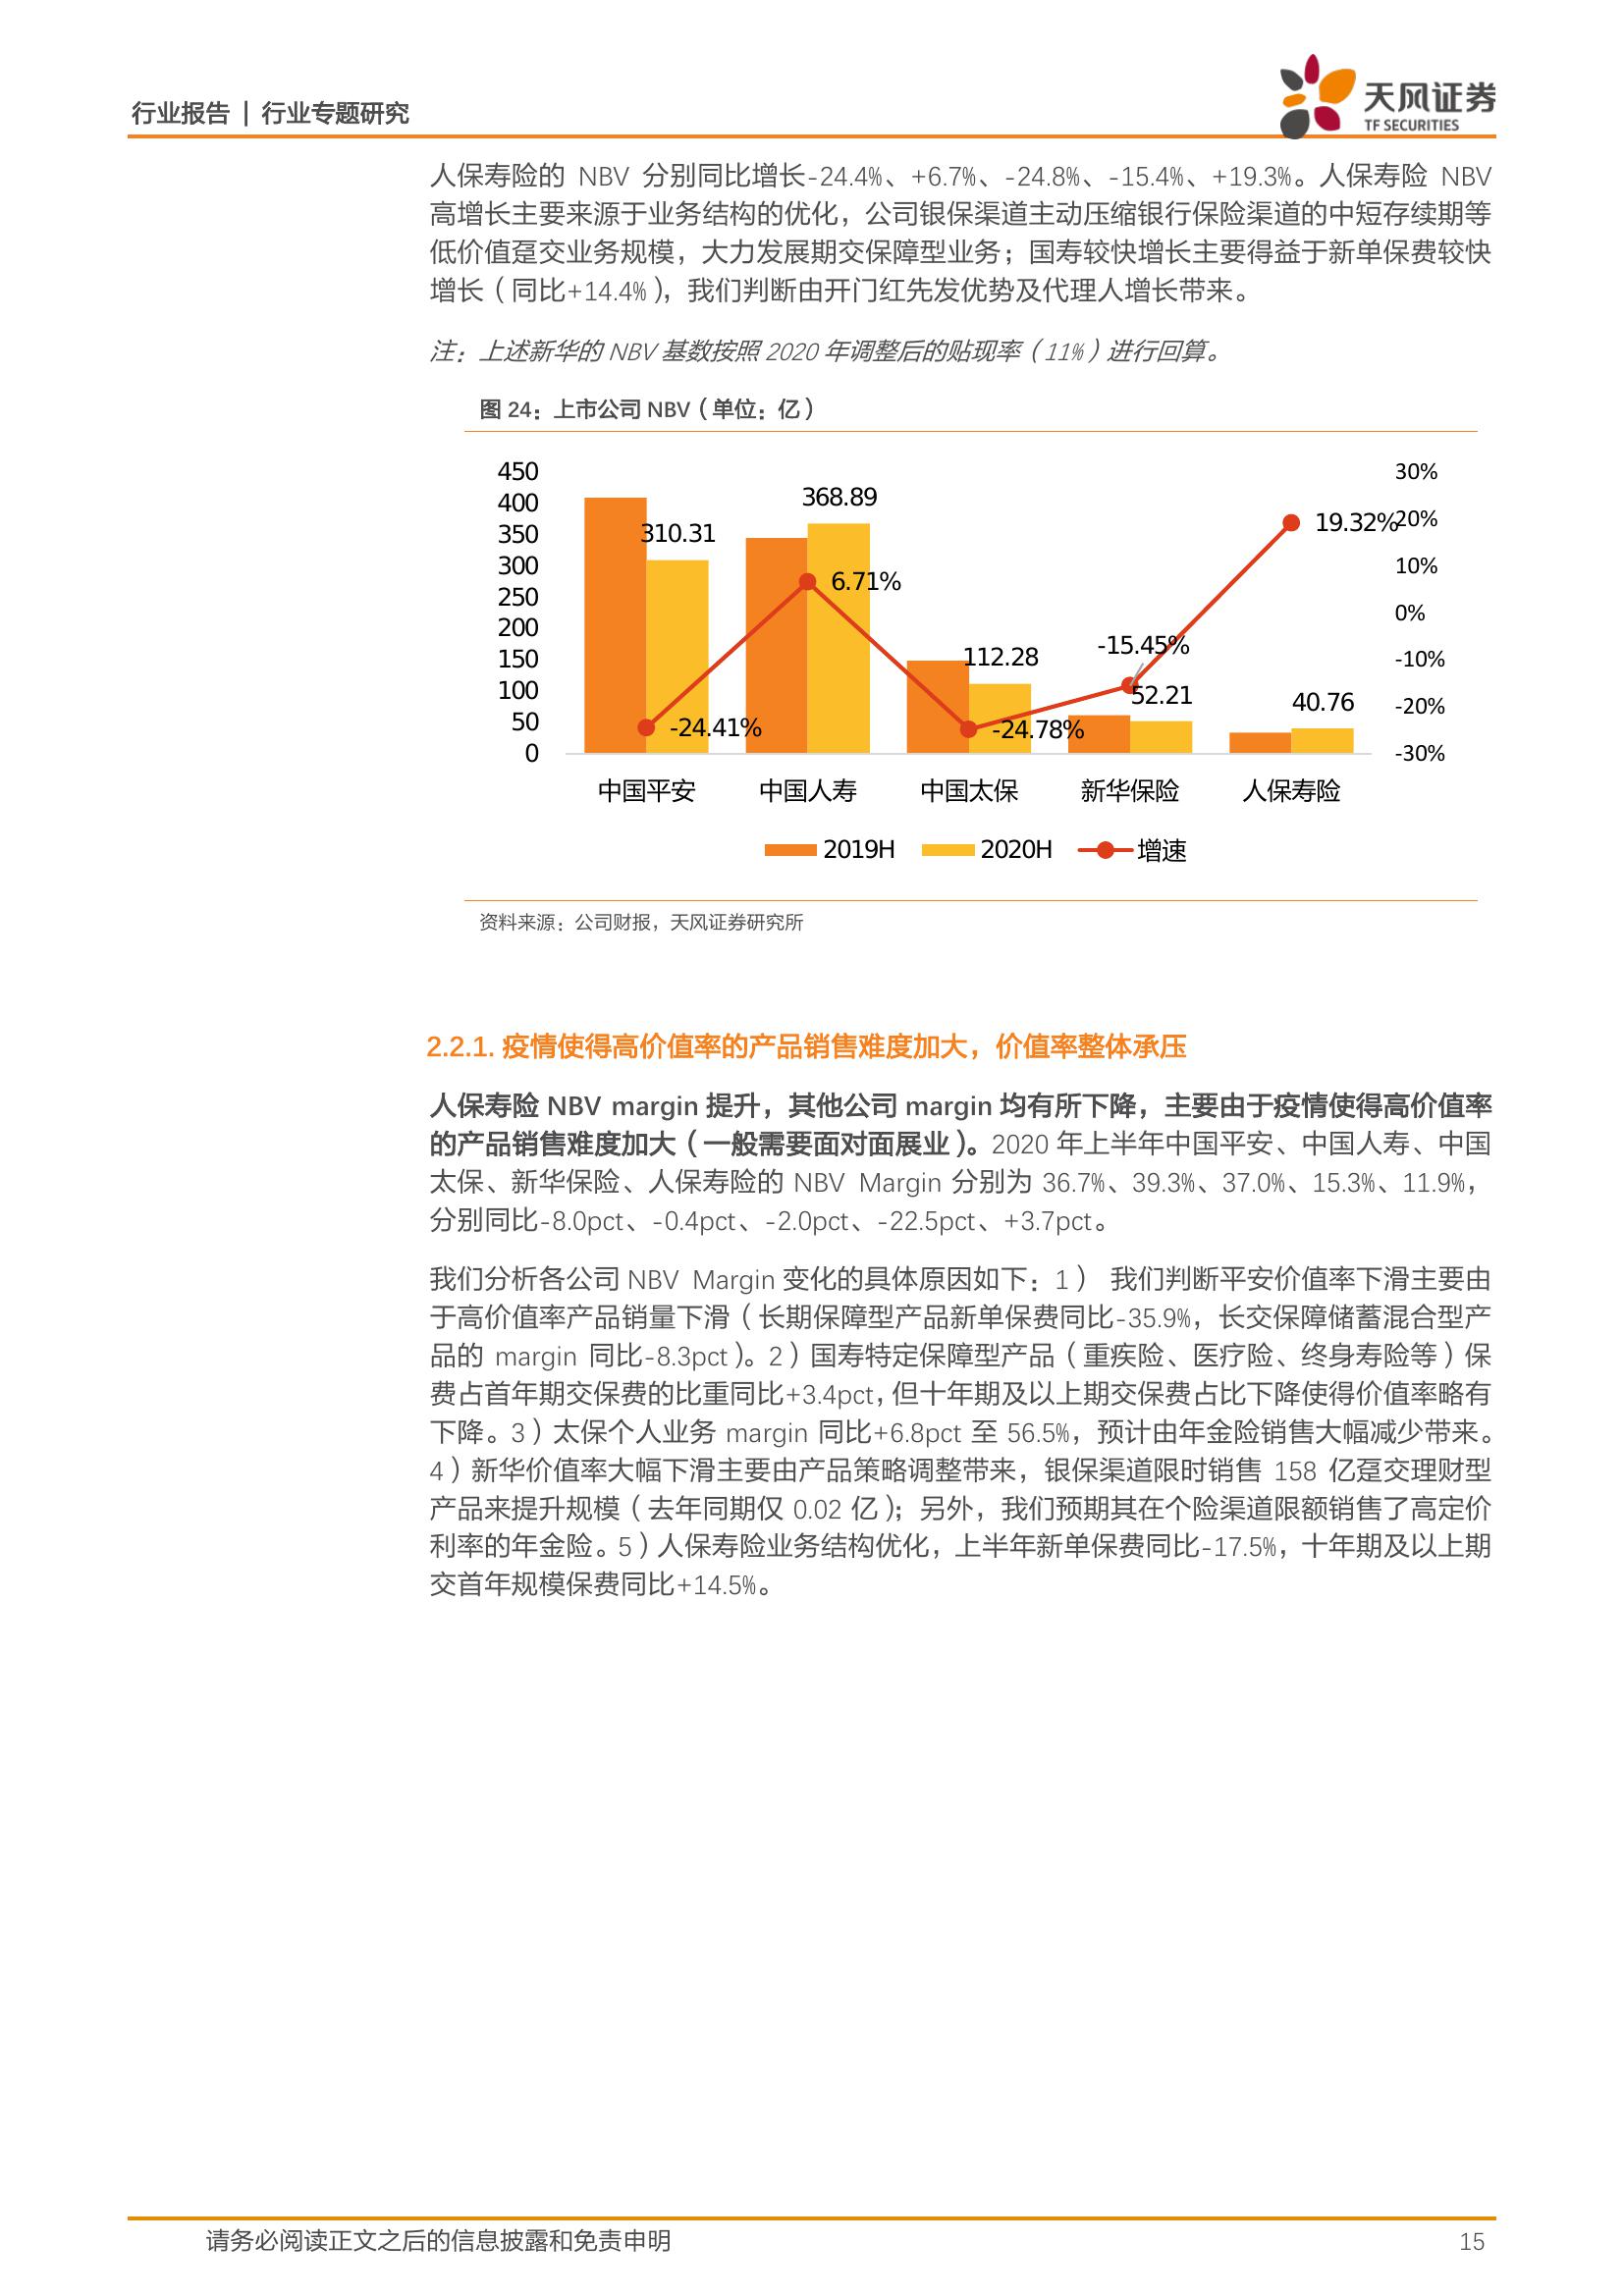 行业报告 | 行业专题研究
天风证券
TF SECURITIES
人保寿险的 NBV 分别同比增长-24.4%、+6.7%、-24.8%、-15.4%、+19.3%。人保寿险 NBV
高增长主要来源于业务结构的优化，公司银保渠道主动压缩银行保险渠道的中短存续期等
低价值趸交业务规模，大力发展期交保障型业务；国寿较快增长主要得益于新单保费较快
增长（同比+14.4%），我们判断由开门红先发优势及代理人增长带来。
注：上述新华的 NBV 基数按照 2020 年调整后的贴现率（11%）进行回算。
图 24：上市公司 NBV（单位：亿）
450
400
350
300
250
200
150
100
50
0
310.31
368.89
112.28
52.21
40.76
-24.41%
6.71%
-24.78%
-15.45%
19.32%
30%
20%
10%
0%
-10%
-20%
-30%
中国平安 中国人寿 中国太保 新华保险 人保寿险
2019H 2020H 增速
资料来源：公司财报，天风证券研究所
2.2.1. 疫情使得高价值率的产品销售难度加大，价值率整体承压
人保寿险 NBV margin 提升，其他公司 margin 均有所下降，主要由于疫情使得高价值率
的产品销售难度加大（一般需要面对面展业）。2020 年上半年中国平安、中国人寿、中国
太保、新华保险、人保寿险的 NBV Margin 分别为 36.7%、39.3%、37.0%、15.3%、11.9%，
分别同比-8.0pct、-0.4pct、-2.0pct、-22.5pct、+3.7pct。
我们分析各公司 NBV Margin 变化的具体原因如下：1） 我们判断平安价值率下滑主要由
于高价值率产品销量下滑（长期保障型产品新单保费同比-35.9%，长交保障储蓄混合型产
品的 margin 同比-8.3pct）。2）国寿特定保障型产品（重疾险、医疗险、终身寿险等）保
费占首年期交保费的比重同比+3.4pct，但十年期及以上期交保费占比下降使得价值率略有
下降。3）太保个人业务 margin 同比+6.8pct 至 56.5%，预计由年金险销售大幅减少带来。
4）新华价值率大幅下滑主要由产品策略调整带来，银保渠道限时销售 158 亿趸交理财型
产品来提升规模（去年同期仅 0.02 亿）；另外，我们预期其在个险渠道限额销售了高定价
利率的年金险。5）人保寿险业务结构优化，上半年新单保费同比-17.5%，十年期及以上期
交首年规模保费同比+14.5%。
请务必阅读正文之后的信息披露和免责申明
15